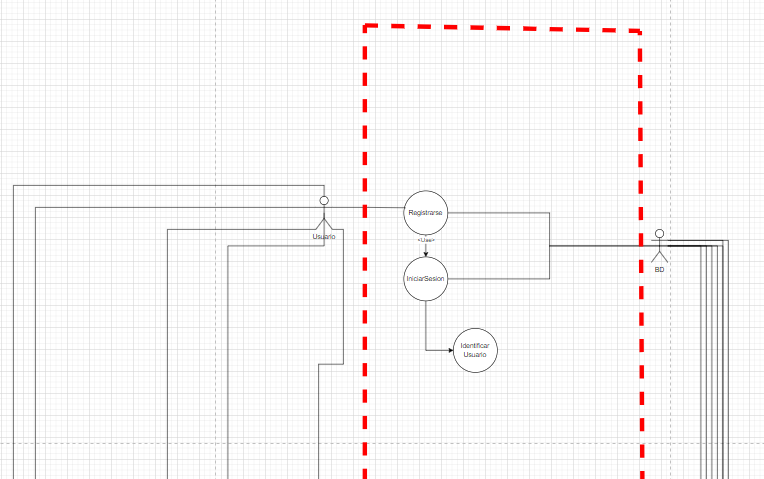 Usuario
Registrarse
<Use>
IniciarSesion
Identificar
Usuario
BD